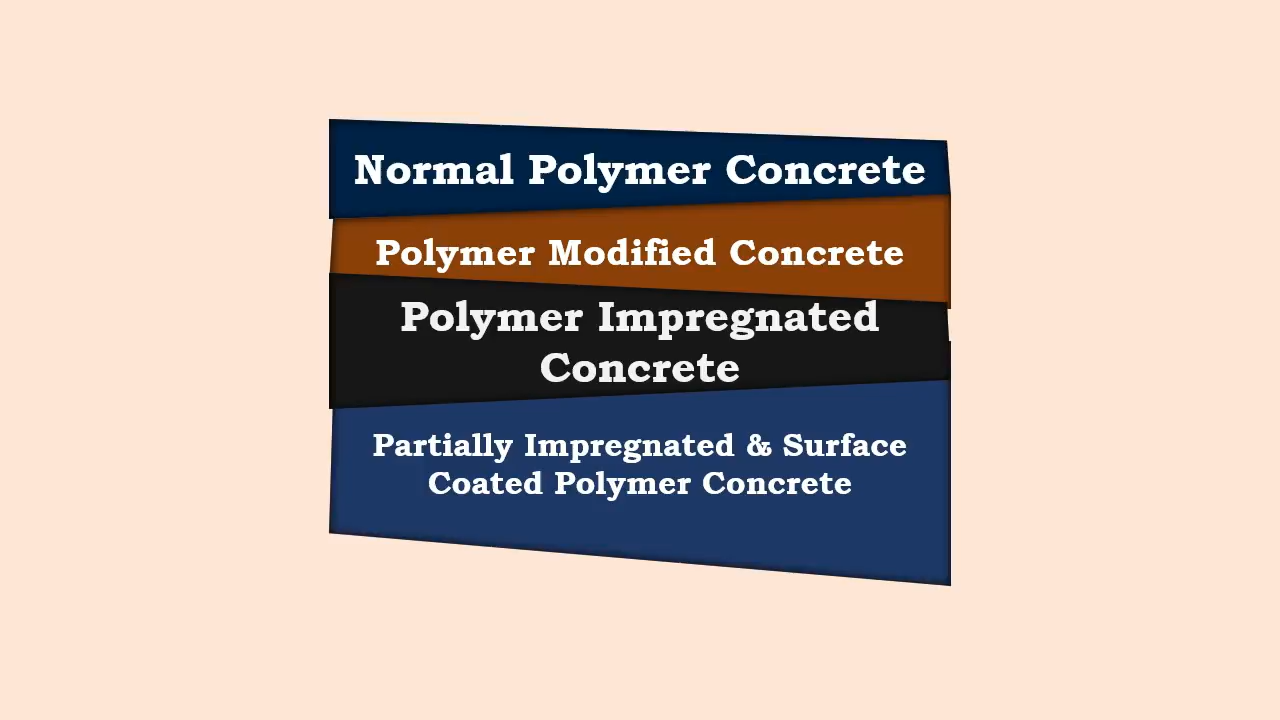 Normal Polymer Concrete
Polymer Modified Concrete
Polymer Impregnated
Concrete
Partially Impregnated & Surface
Coated Polymer Concrete